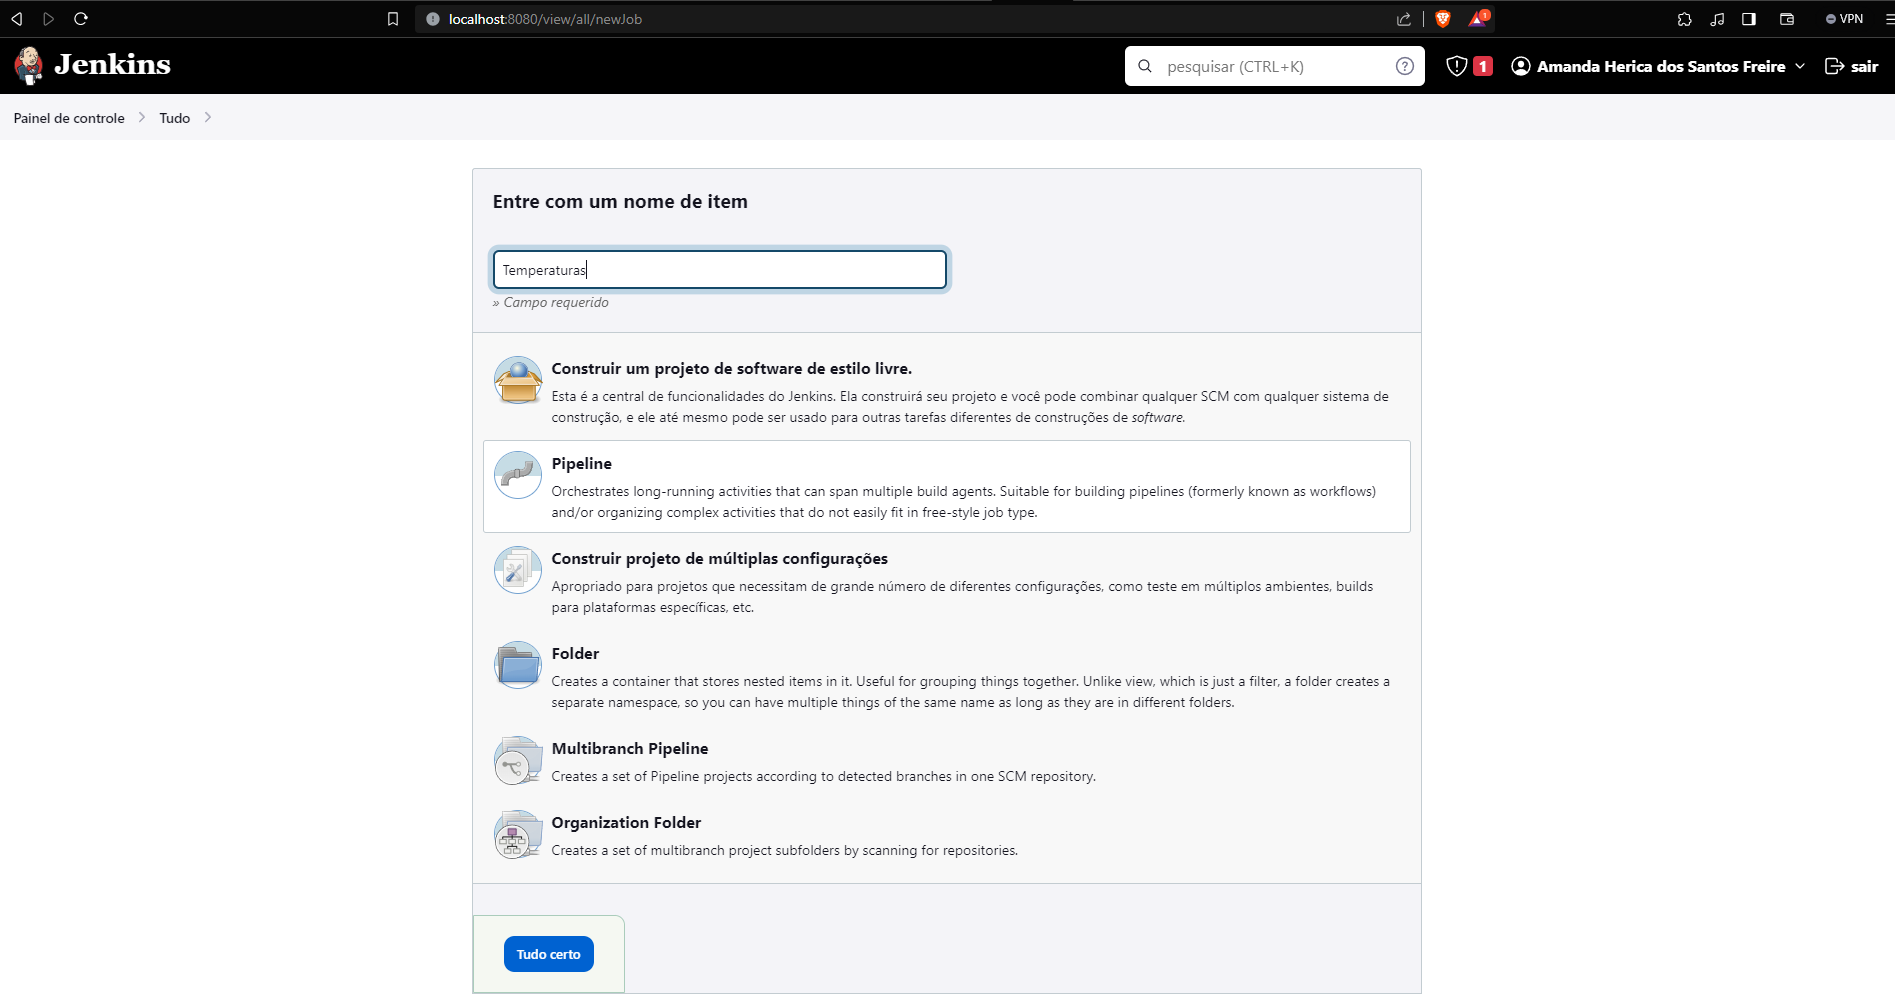 localhost:8080/view/all/newJob
1
VPN
Jenkins
pesquisar (CTRL+K)
1
Amanda Herica dos Santos Freire
sair
Painel de controle
Tudo
Entre com um nome de item
Temperaturas
» Campo requerido
Construir um projeto de software de estilo livre.
Esta é a central de funcionalidades do Jenkins. Ela construirá seu projeto e você pode combinar qualquer SCM com qualquer sistema de
construção, e ele até mesmo pode ser usado para outras tarefas diferentes de construções de software.
Pipeline
Orchestrates long-running activities that can span multiple build agents. Suitable for building pipelines (formerly known as workflows)
and/or organizing complex activities that do not easily fit in free-style job type.
Construir projeto de múltiplas configurações
Apropriado para projetos que necessitam de grande número de diferentes configurações, como teste em múltiplos ambientes, builds
para plataformas específicas, etc.
Folder
Creates a container that stores nested items in it. Useful for grouping things together. Unlike view, which is just a filter, a folder creates a
separate namespace, so you can have multiple things of the same name as long as they are in different folders.
Multibranch Pipeline
Creates a set of Pipeline projects according to detected branches in one SCM repository.
Organization Folder
Creates a set of multibranch project subfolders by scanning for repositories.
Tudo certo